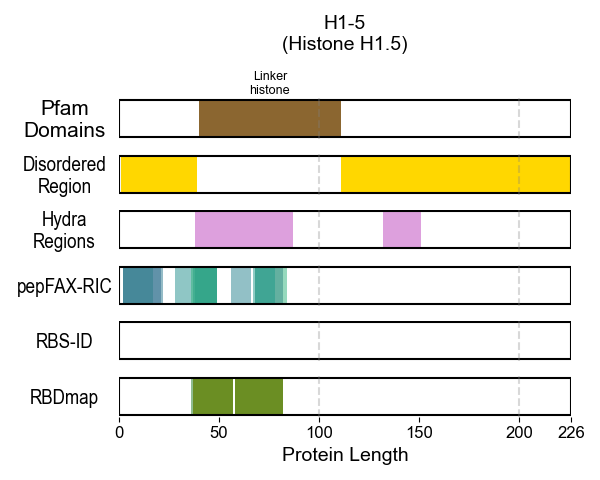 H1-5
(Histone H1.5)
Linker
histone
Pfam
Domains
Disordered
Region
Hydra
Regions
pepFAX-RIC
RBS-ID
RBDmap
0 50 100 150 200 226
Protein Length